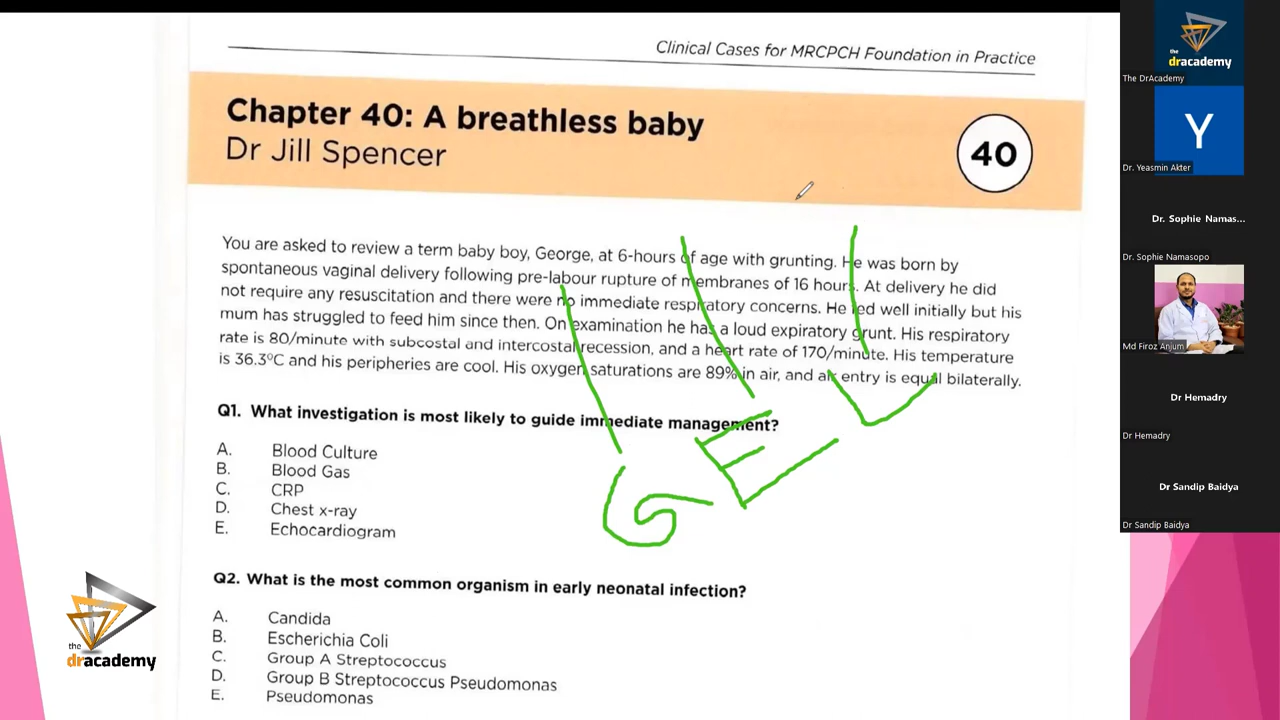 Clinical Cases for MRCPCH Foundation in Practice
Chapter 40: A breathless baby
Dr Jill Spencer
40
You are asked to review a term baby boy, George, at 6-hours of age with grunting. He was born by
spontaneous vaginal delivery following pre-labour rupture of membranes of 16 hours. At delivery he did
not require any resuscitation and there were no immediate respiratory concerns. He fed well initially but his
mum has struggled to feed him since then. On examination he has a loud expiratory grunt. His respiratory
rate is 80/minute with subcostal and intercostal recession, and a heart rate of 170/minute. His temperature
is 36.3°C and his peripheries are cool. His oxygen saturations are 89% in air, and air entry is equal bilaterally.
Q1. What investigation is most likely to guide immediate management?
A. Blood Culture
B. Blood Gas
C. CRP
D. Chest x-ray
E. Echocardiogram
G E L
Q2. What is the most common organism in early neonatal infection?
A. Candida
B. Escherichia Coli
C. Group A Streptococcus
D. Group B Streptococcus Pseudomonas
E. Pseudomonas
the
dracademy
the
dracademy
The DrAcademy
Y
Dr. Yeasmin Akter
Dr. Sophie Namas...
Dr. Sophie Namasopo
Md Firoz Anjum
Dr Hemadry
Dr Hemadry
Dr Sandip Baidya
Dr Sandip Baidya